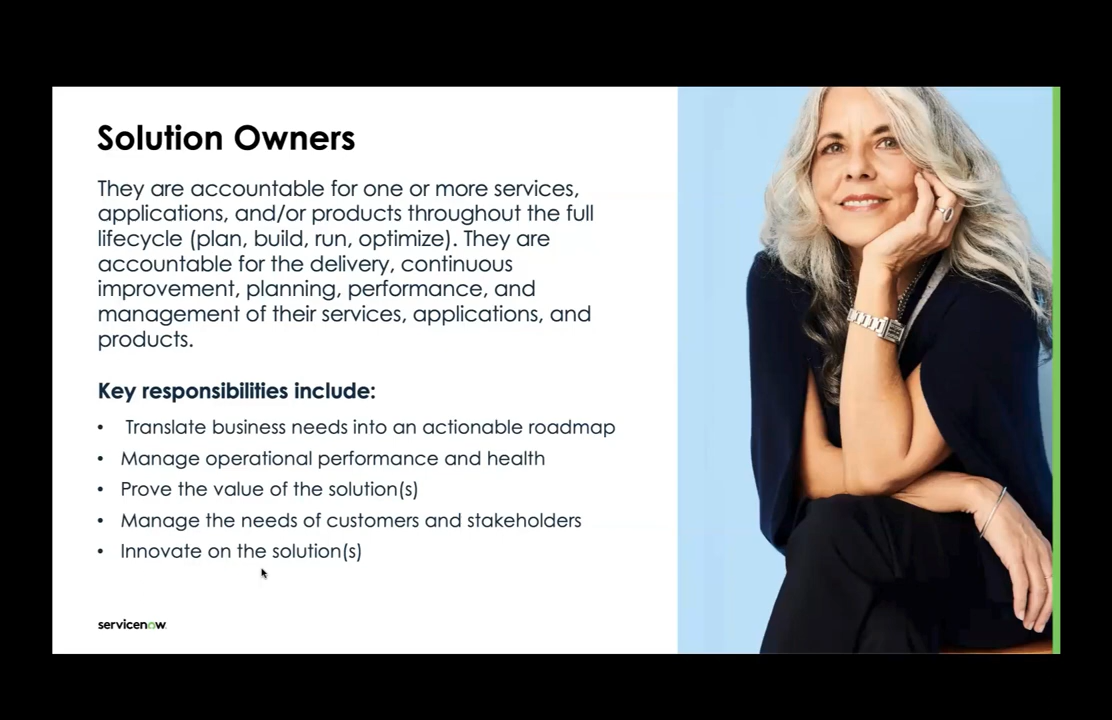 Solution Owners
They are accountable for one or more services,
applications, and/or products throughout the full
lifecycle (plan, build, run, optimize). They are
accountable for the delivery, continuous
improvement, planning, performance, and
management of their services, applications, and
products.
Key responsibilities include:
• Translate business needs into an actionable roadmap
• Manage operational performance and health
• Prove the value of the solution(s)
• Manage the needs of customers and stakeholders
• Innovate on the solution(s)
servicenow